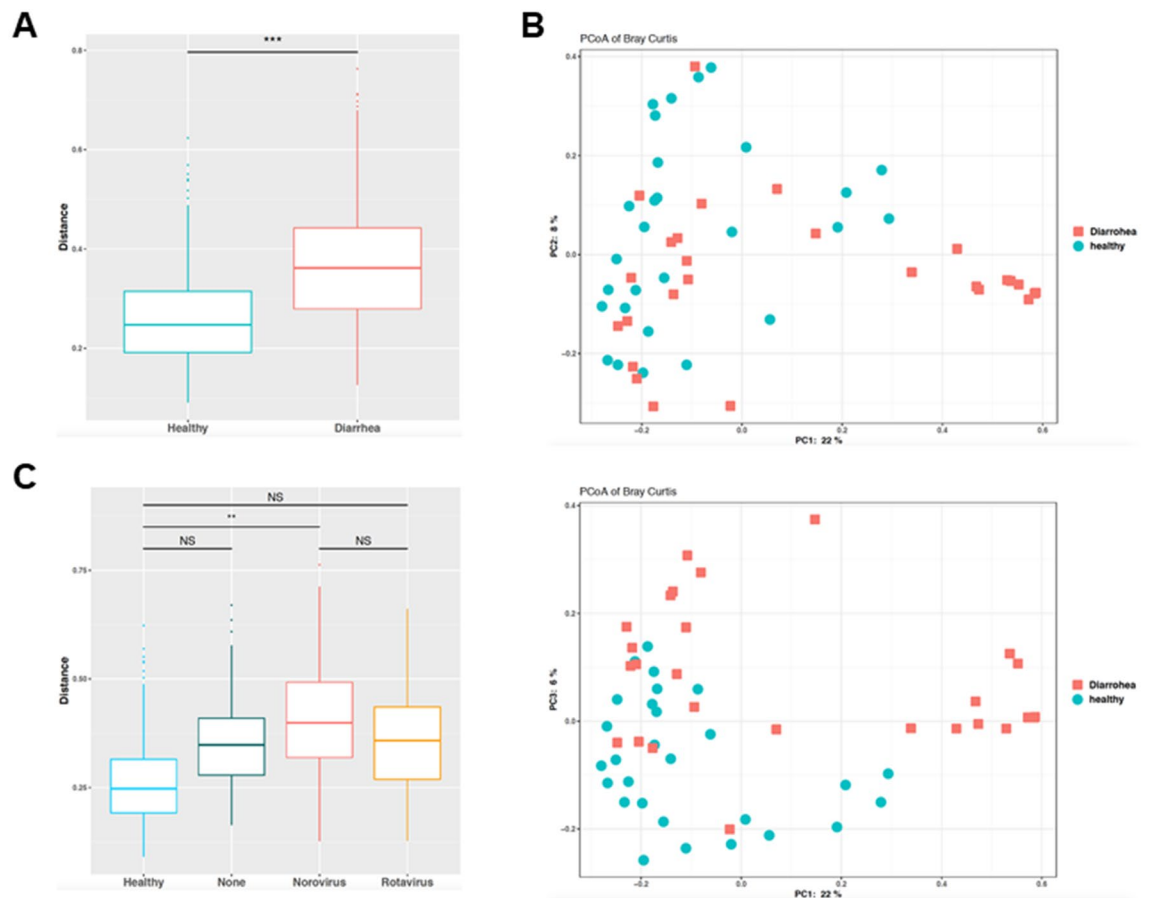 A
***
0.8
0.6
0.4
0.2
Distance
Healthy Diarrhea
B
PCoA of Bray Curtis
0.4
0.2
0.0
−0.2
PC2: 8 %
−0.2 0.0 0.2 0.4 0.6
PC1: 22 %
Diarrohea
healthy
C
NS
**
NS NS
0.75
0.50
0.25
Distance
Healthy None Norovirus Rotavirus
PCoA of Bray Curtis
0.4
0.2
0.0
−0.2
PC3: 6 %
−0.2 0.0 0.2 0.4 0.6
PC1: 22 %
Diarrohea
healthy